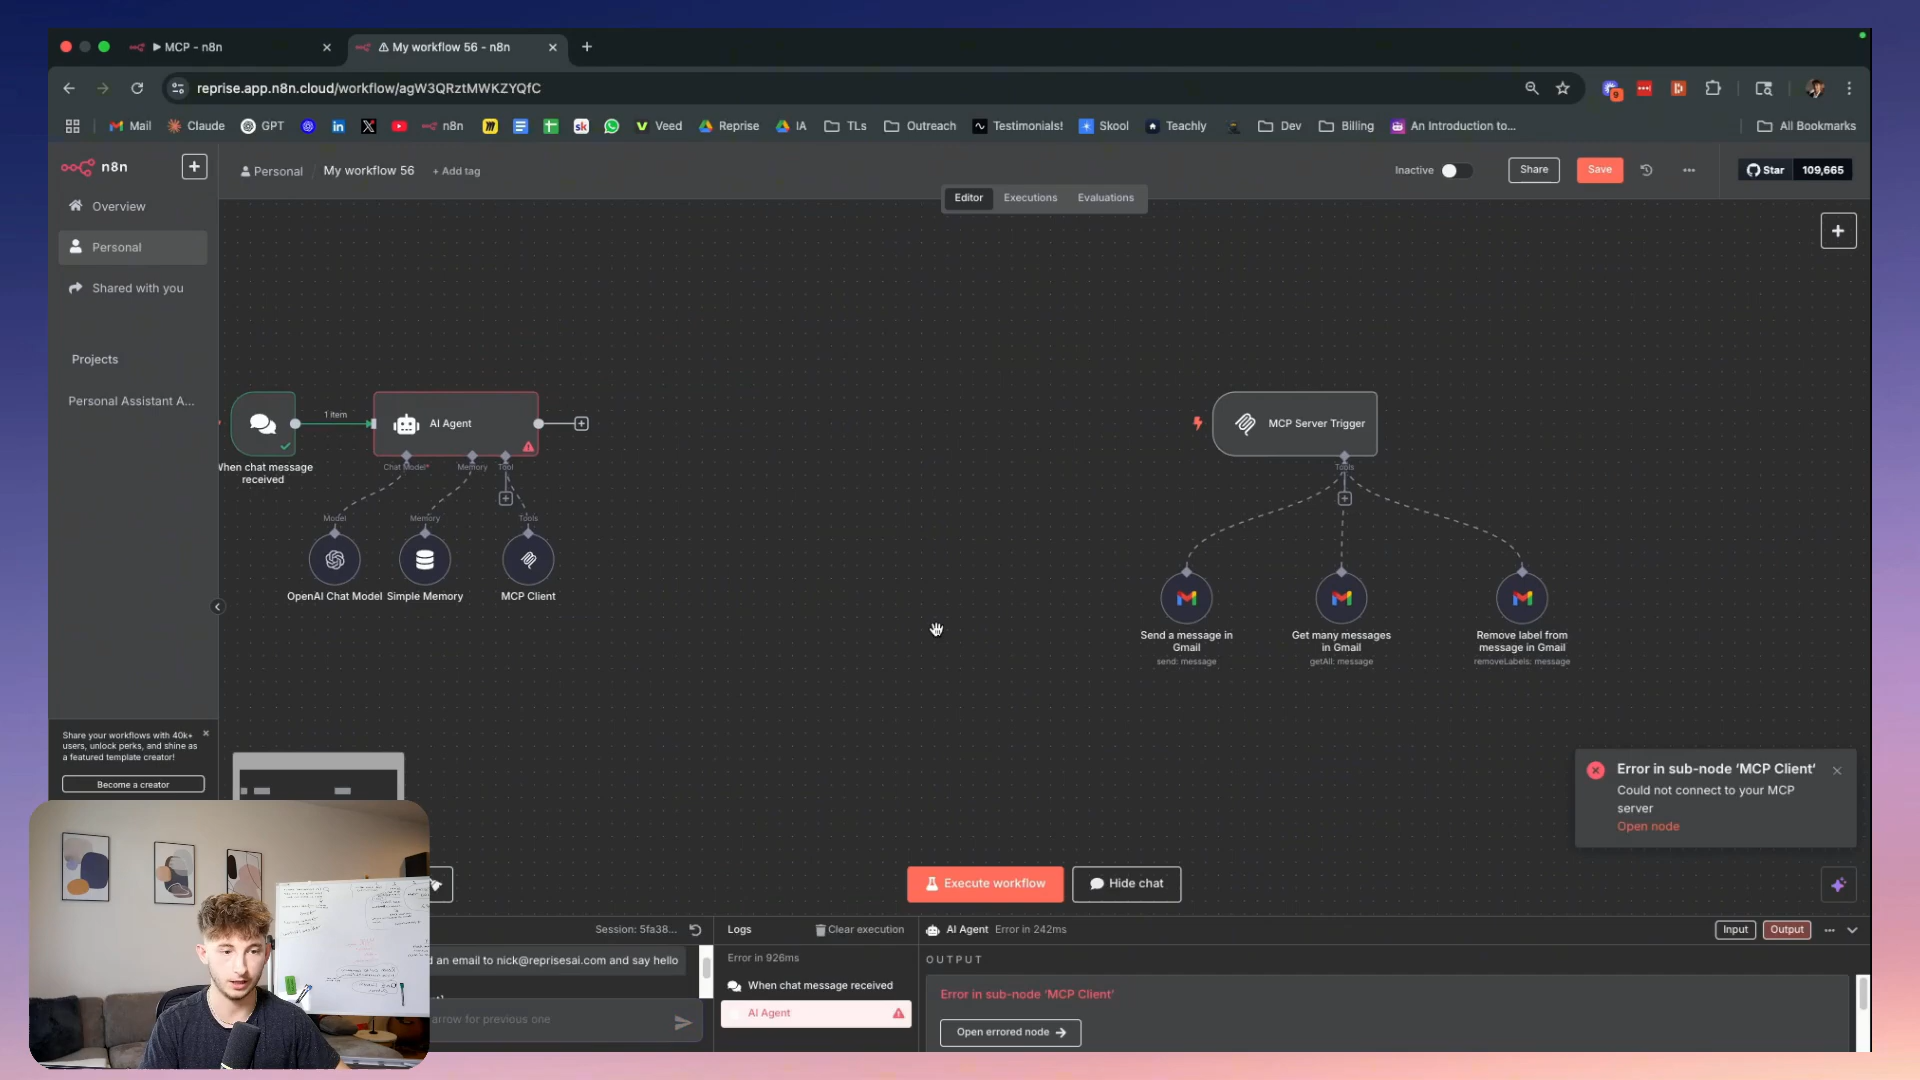 MCP - n8n
My workflow 56 - n8n
reprise.app.n8n.cloud/workflow/agW3QRztMWKZYQfC
9
Mail
Claude
GPT
n8n
sk
Veed
Reprise
IA
TLs
Outreach
Testimonials!
Skool
Teachly
Dev
Billing
An Introduction to...
All Bookmarks
n8n
Personal
My workflow 56
+ Add tag
Inactive
Share
Save
Star
109,665
Editor
Executions
Evaluations
Overview
Personal
Shared with you
Projects
Personal Assistant A...
1 item
AI Agent
Chat Model*
Memory
Tool
When chat message
received
Model
Memory
Tools
OpenAI Chat Model
Simple Memory
MCP Client
MCP Server Trigger
Tools
Send a message in
Gmail
send: message
Get many messages
in Gmail
getAll: message
Remove label from
message in Gmail
removeLabels: message
Share your workflows with 40k+
users, unlock perks, and shine as
a featured template creator!
Become a creator
Error in sub-node ‘MCP Client‘
Could not connect to your MCP
server
Open node
Execute workflow
Hide chat
Session: 5fa38...
an email to nick@reprisesai.com and say hello
arrow for previous one
Logs
Clear execution
Error in 926ms
When chat message received
AI Agent
AI Agent
Error in 242ms
Input
Output
OUTPUT
Error in sub-node ‘MCP Client‘
Open errored node